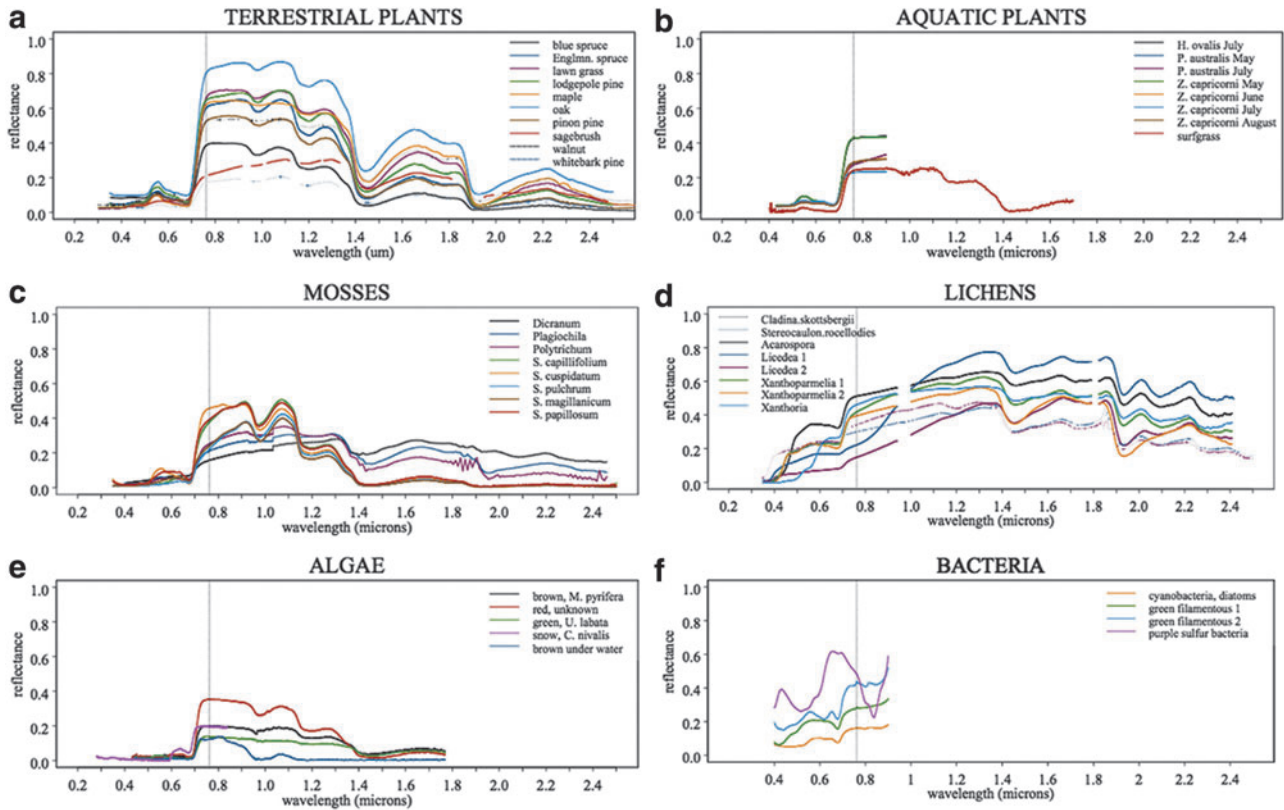 a TERRESTRIAL PLANTS
1.0
0.8
0.6
0.4
0.2
0.0
reflectance
blue spruce
Englmn. spruce
lawn grass
lodgepole pine
maple
oak
pinon pine
sagebrush
walnut
whitebark pine
0.2 0.4 0.6 0.8 1.0 1.2 1.4 1.6 1.8 2.0 2.2 2.4
wavelength (um)
b AQUATIC PLANTS
1.0
0.8
0.6
0.4
0.2
0.0
reflectance
H. ovalis July
P. australis May
P. australis July
Z. capricorni May
Z. capricorni June
Z. capricorni July
Z. capricorni August
surfgrass
0.2 0.4 0.6 0.8 1.0 1.2 1.4 1.6 1.8 2.0 2.2 2.4
wavelength (microns)
c MOSSES
1.0
0.8
0.6
0.4
0.2
0.0
reflectance
Dicranum
Plagiochila
Polytrichum
S. capillifolium
S. cuspidatum
S. pulchrum
S. magillanicum
S. papillosum
0.2 0.4 0.6 0.8 1.0 1.2 1.4 1.6 1.8 2.0 2.2 2.4
wavelength (microns)
d LICHENS
1.0
0.8
0.6
0.4
0.2
0.0
reflectance
Cladina.skottsbergii
Stereocaulon.rocellodies
Acarospora
Licedea 1
Licedea 2
Xanthoparmelia 1
Xanthoparmelia 2
Xanthoria
0.2 0.4 0.6 0.8 1.0 1.2 1.4 1.6 1.8 2.0 2.2 2.4
wavelength (microns)
e ALGAE
1.0
0.8
0.6
0.4
0.2
0.0
reflectance
brown, M. pyrifera
red, unknown
green, U. labata
snow, C. nivalis
brown under water
0.2 0.4 0.6 0.8 1.0 1.2 1.4 1.6 1.8 2.0 2.2 2.4
wavelength (microns)
f BACTERIA
1.0
0.8
0.6
0.4
0.2
0.0
reflectance
cyanobacteria, diatoms
green filamentous 1
green filamentous 2
purple sulfur bacteria
0.4 0.6 0.8 1.0 1.2 1.4 1.6 1.8 2.0 2.2 2.4
wavelength (microns)